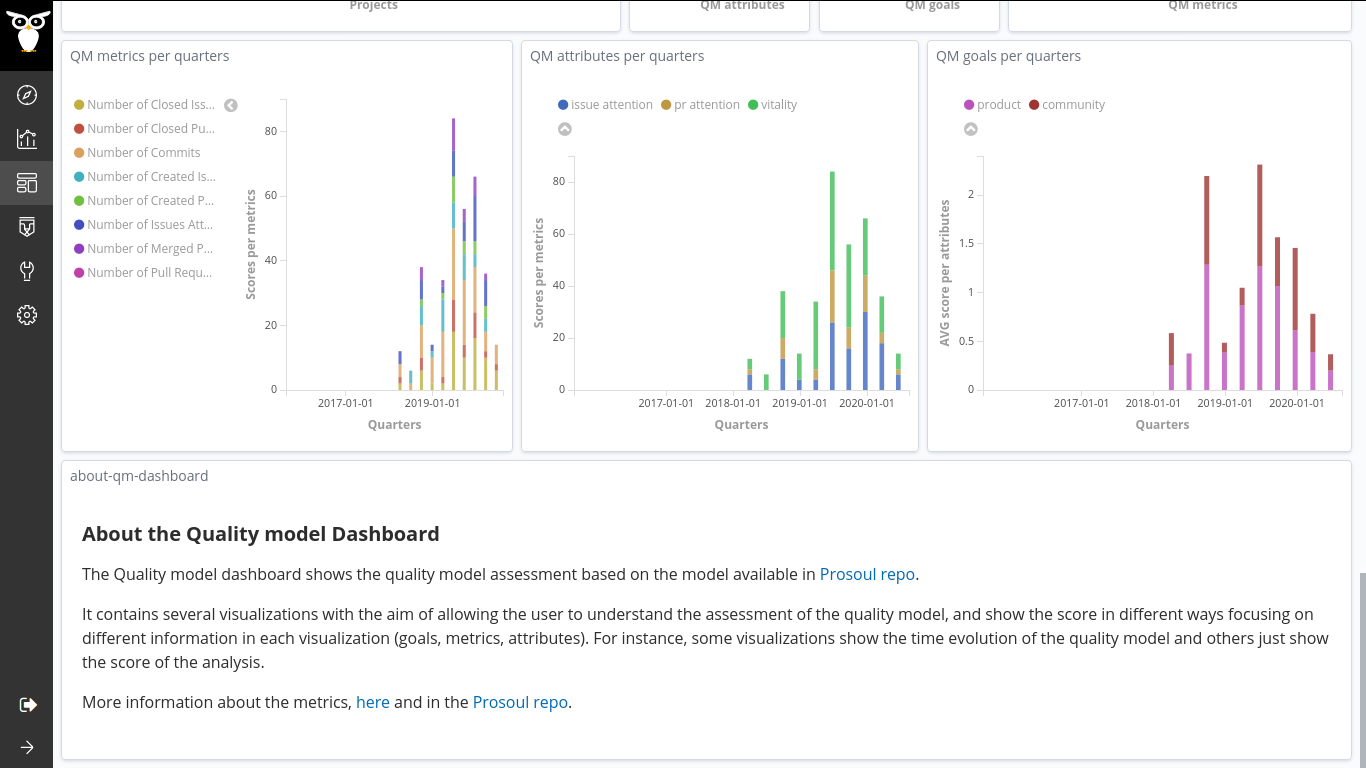 Projects
QM attributes
QM goals
QM metrics
QM metrics per quarters
Number of Closed Iss...
Number of Closed Pu...
Number of Commits
Number of Created Is...
Number of Created P...
Number of Issues Att...
Number of Merged P...
Number of Pull Requ...
Scores per metrics
80
60
40
20
0
2017-01-01 2019-01-01
Quarters
QM attributes per quarters
issue attention pr attention vitality
Scores per metrics
80
60
40
20
0
2017-01-01 2018-01-01 2019-01-01 2020-01-01
Quarters
QM goals per quarters
product community
AVG score per attributes
2
1.5
1
0.5
0
2017-01-01 2018-01-01 2019-01-01 2020-01-01
Quarters
about-qm-dashboard
About the Quality model Dashboard
The Quality model dashboard shows the quality model assessment based on the model available in Prosoul repo.
It contains several visualizations with the aim of allowing the user to understand the assessment of the quality model, and show the score in different ways focusing on
different information in each visualization (goals, metrics, attributes). For instance, some visualizations show the time evolution of the quality model and others just show
the score of the analysis.
More information about the metrics, here and in the Prosoul repo.